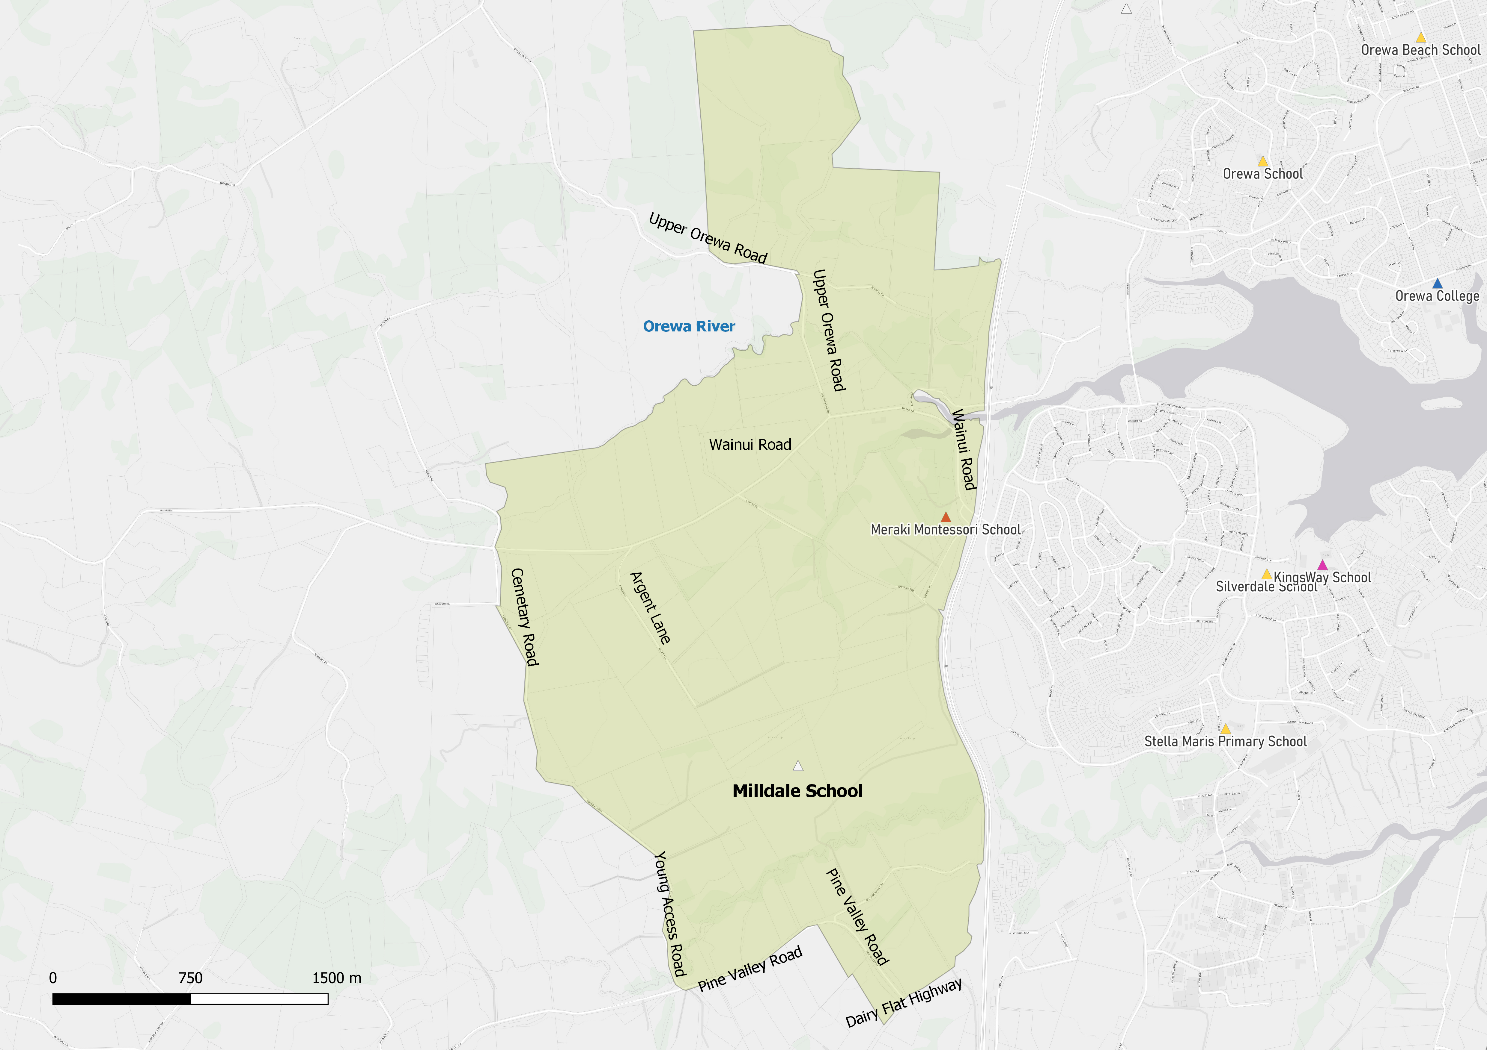 Orewa Beach School
Orewa School
Upper Orewa Road
Orewa College
Upper Orewa Road
Orewa River
Wainui Road
Wainui Road
Meraki Montessori School
KingsWay School
Silverdale School
Cemetary Road
Argent Lane
Stella Maris Primary School
Milldale School
Young Access Road
Pine Valley Road
Pine Valley Road
Dairy Flat Highway
0 750 1500 m